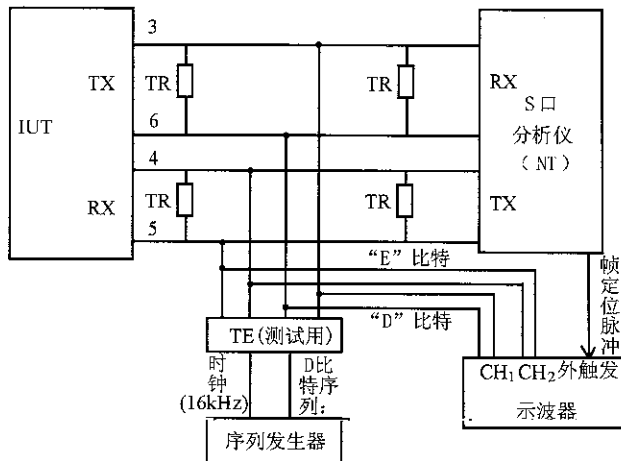 3
TX
TR
TR
RX
S口
IUT
6
分析仪
(NT)
4
RX
TR
TR
TX
5
“E”比特
帧定位脉冲
TE(测试用)
“D”比特
时钟
(16kHz)
D比特序列:
CH₁ CH₂ 外触发
示波器
序列发生器